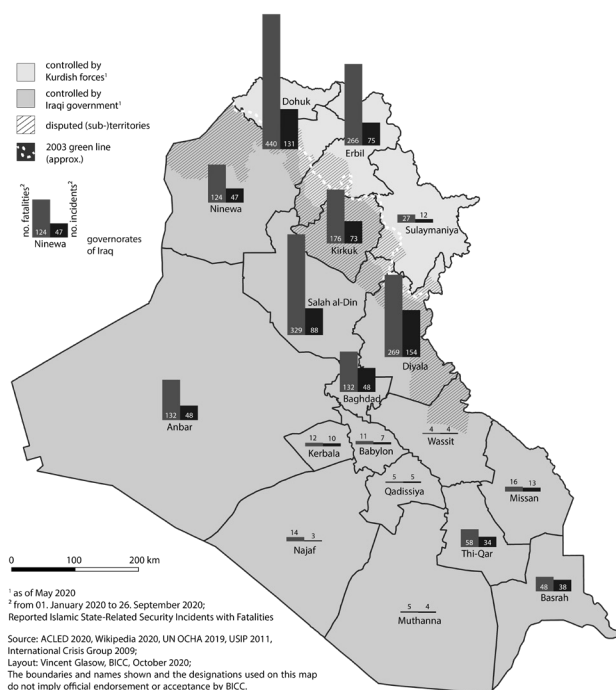 controlled by
Kurdish forces¹
controlled by
Iraqi government¹
disputed (sub-)territories
2003 green line
(approx.)
no. fatalities²
no. incidents²
124 47
Ninewa
governorates
of Iraq
Dohuk
440 131
266 75
Erbil
124 47
Ninewa
27 12
Sulaymaniya
176 73
Kirkuk
Salah al-Din
329 88
269 154
Diyala
132 48
Baghdad
132 48
Anbar
4 4
Wassit
12 10
Kerbala
11 7
Babylon
5 5
Qadissiya
16 13
Missan
14 3
Najaf
58 34
Thi-Qar
48 38
Basrah
5 4
Muthanna
0 100 200 km
¹ as of May 2020
² from 01. January 2020 to 26. September 2020;
Reported Islamic State-Related Security Incidents with Fatalities
Source: ACLED 2020, Wikipedia 2020, UN OCHA 2019, USIP 2011,
International Crisis Group 2009;
Layout: Vincent Glasow, BICC, October 2020;
The boundaries and names shown and the designations used on this map
do not imply official endorsement or acceptance by BICC.